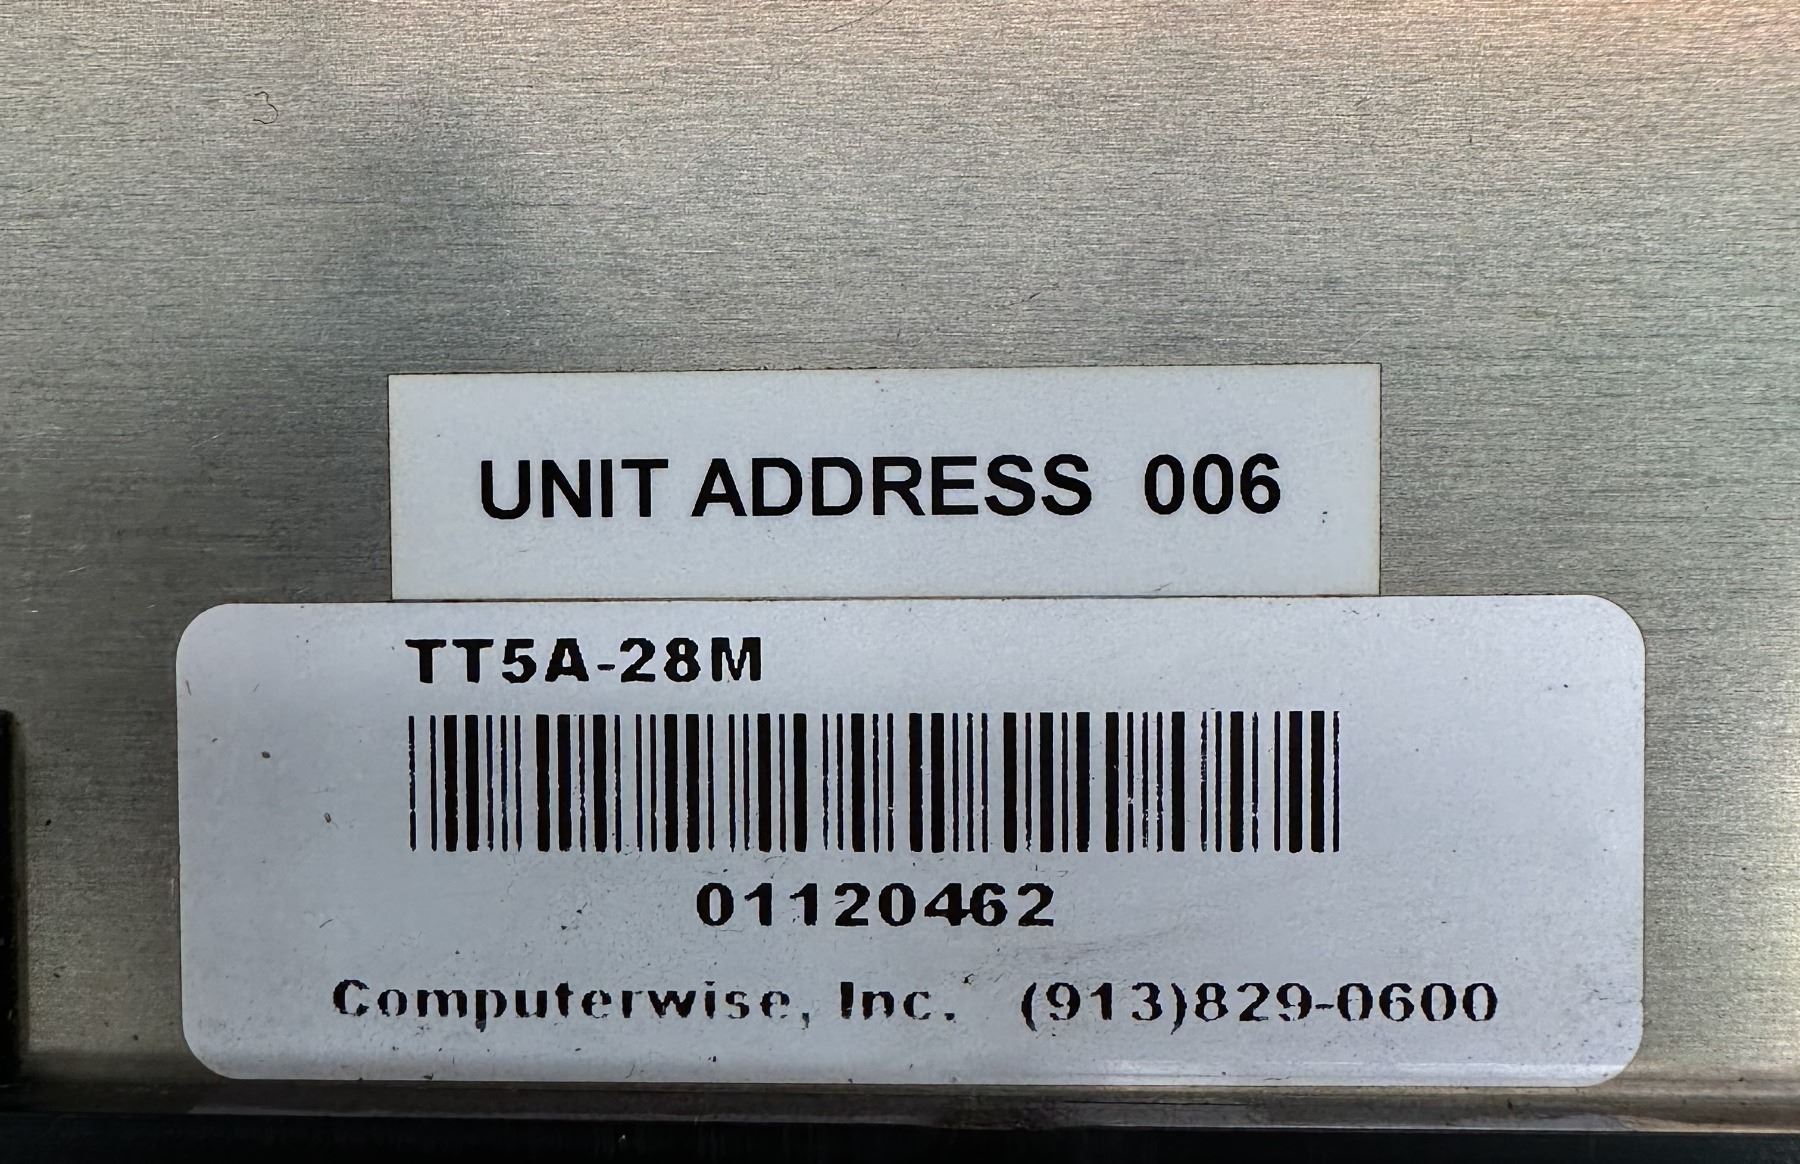 UNIT ADDRESS 006
TT5A-28M
01120462
Computerwise, Inc. (913)829-0600